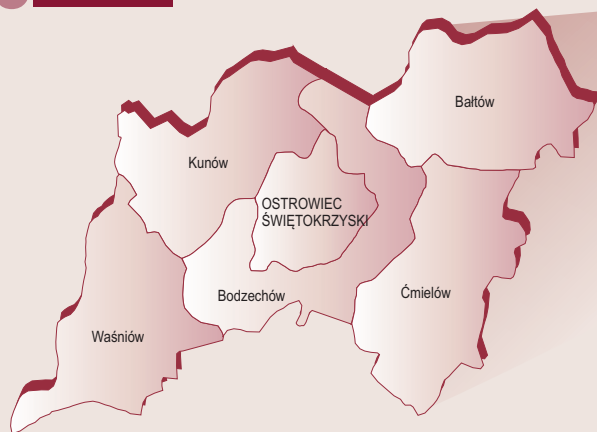 Bałtów
Kunów
OSTROWIEC
ŚWIĘTOKRZYSKI
Ćmielów
Bodzechów
Waśniów